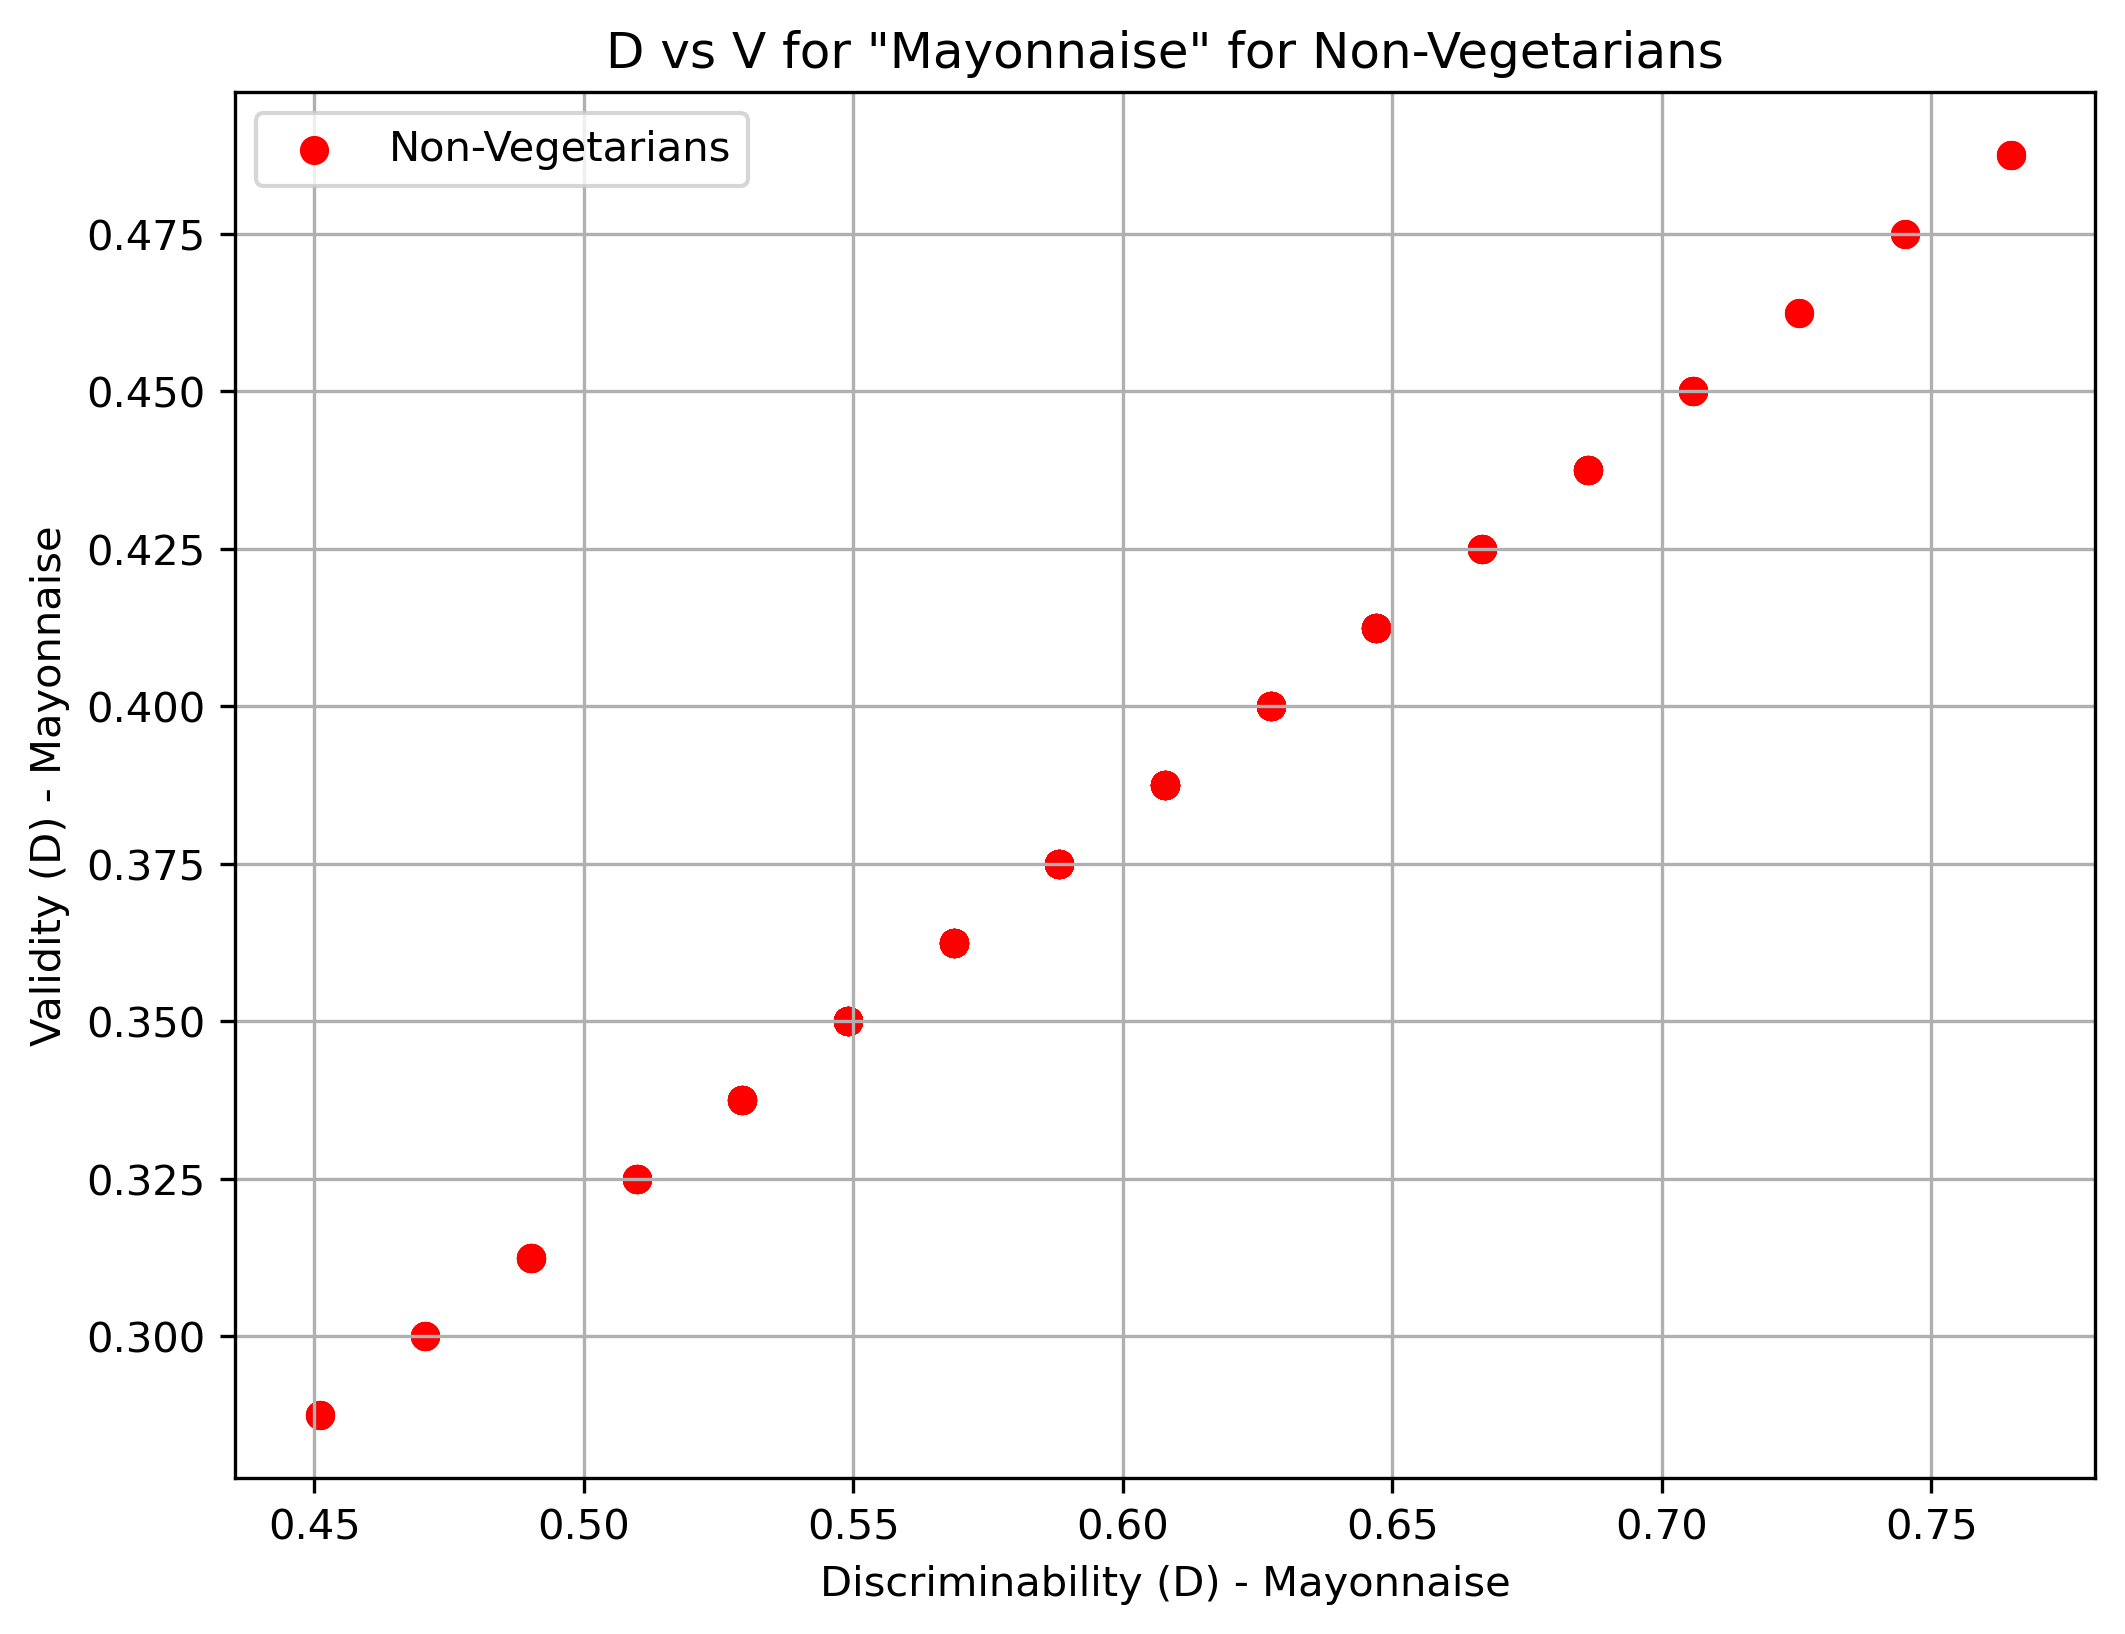 D vs V for "Mayonnaise" for Non-Vegetarians
Non-Vegetarians
Validity (D) - Mayonnaise
0.475
0.450
0.425
0.400
0.375
0.350
0.325
0.300
0.45 0.50 0.55 0.60 0.65 0.70 0.75
Discriminability (D) - Mayonnaise